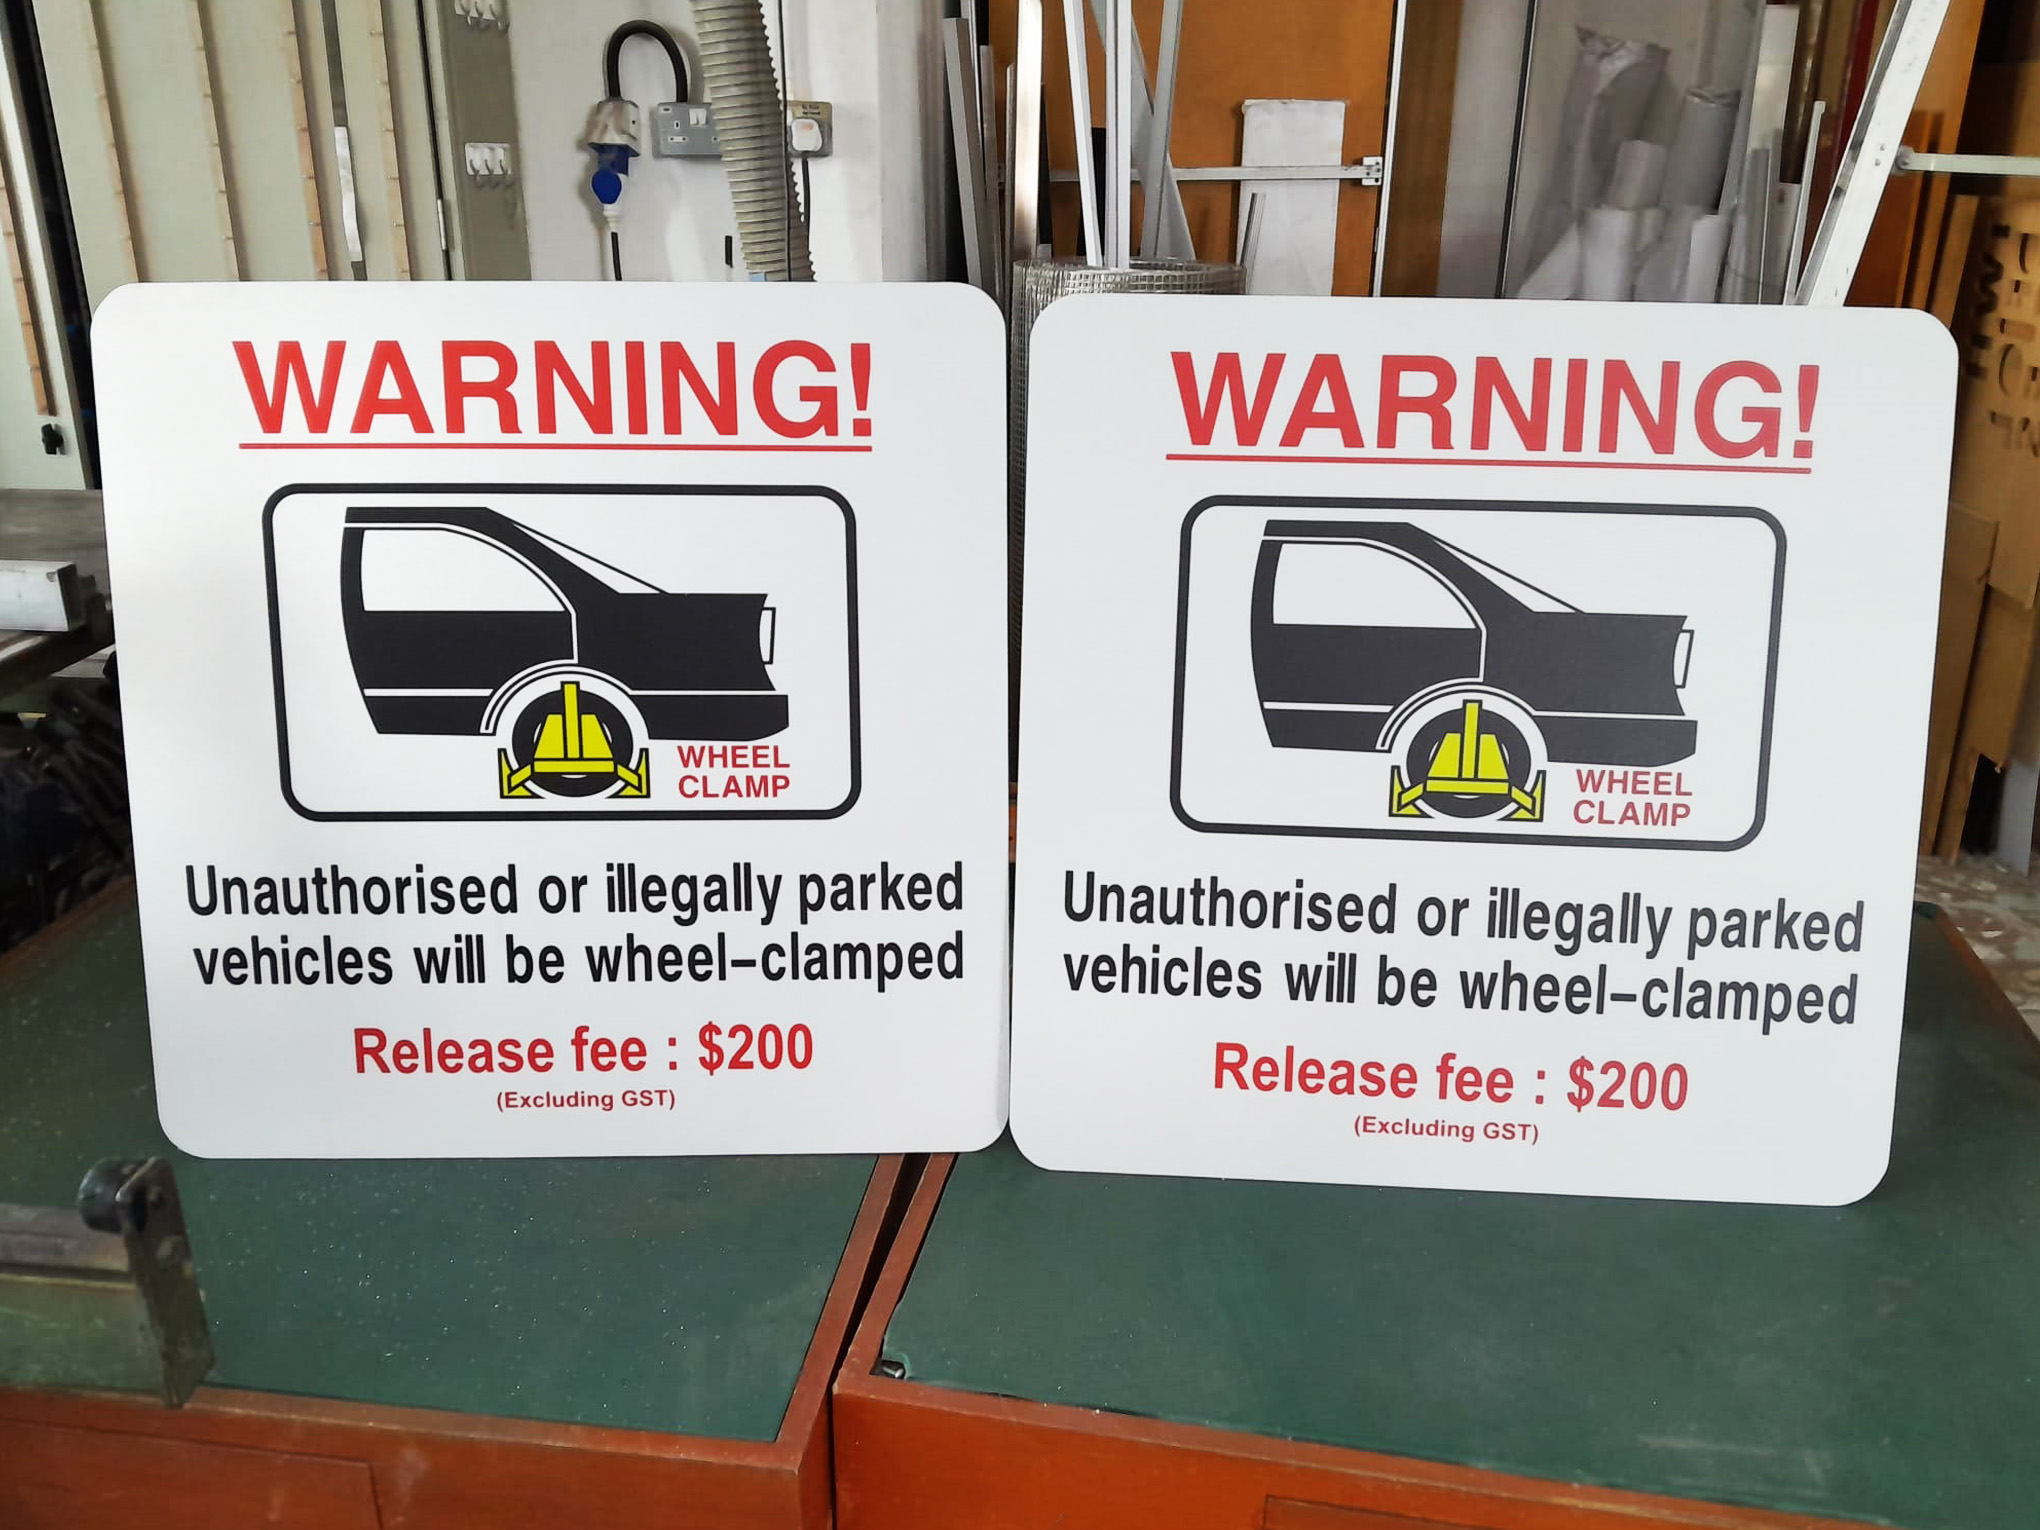 WARNING!
WHEEL
CLAMP
Unauthorised or illegally parked
vehicles will be wheel-clamped
Release fee : $200
(Excluding GST)
WARNING!
WHEEL
CLAMP
Unauthorised or illegally parked
vehicles will be wheel-clamped
Release fee : $200
(Excluding GST)